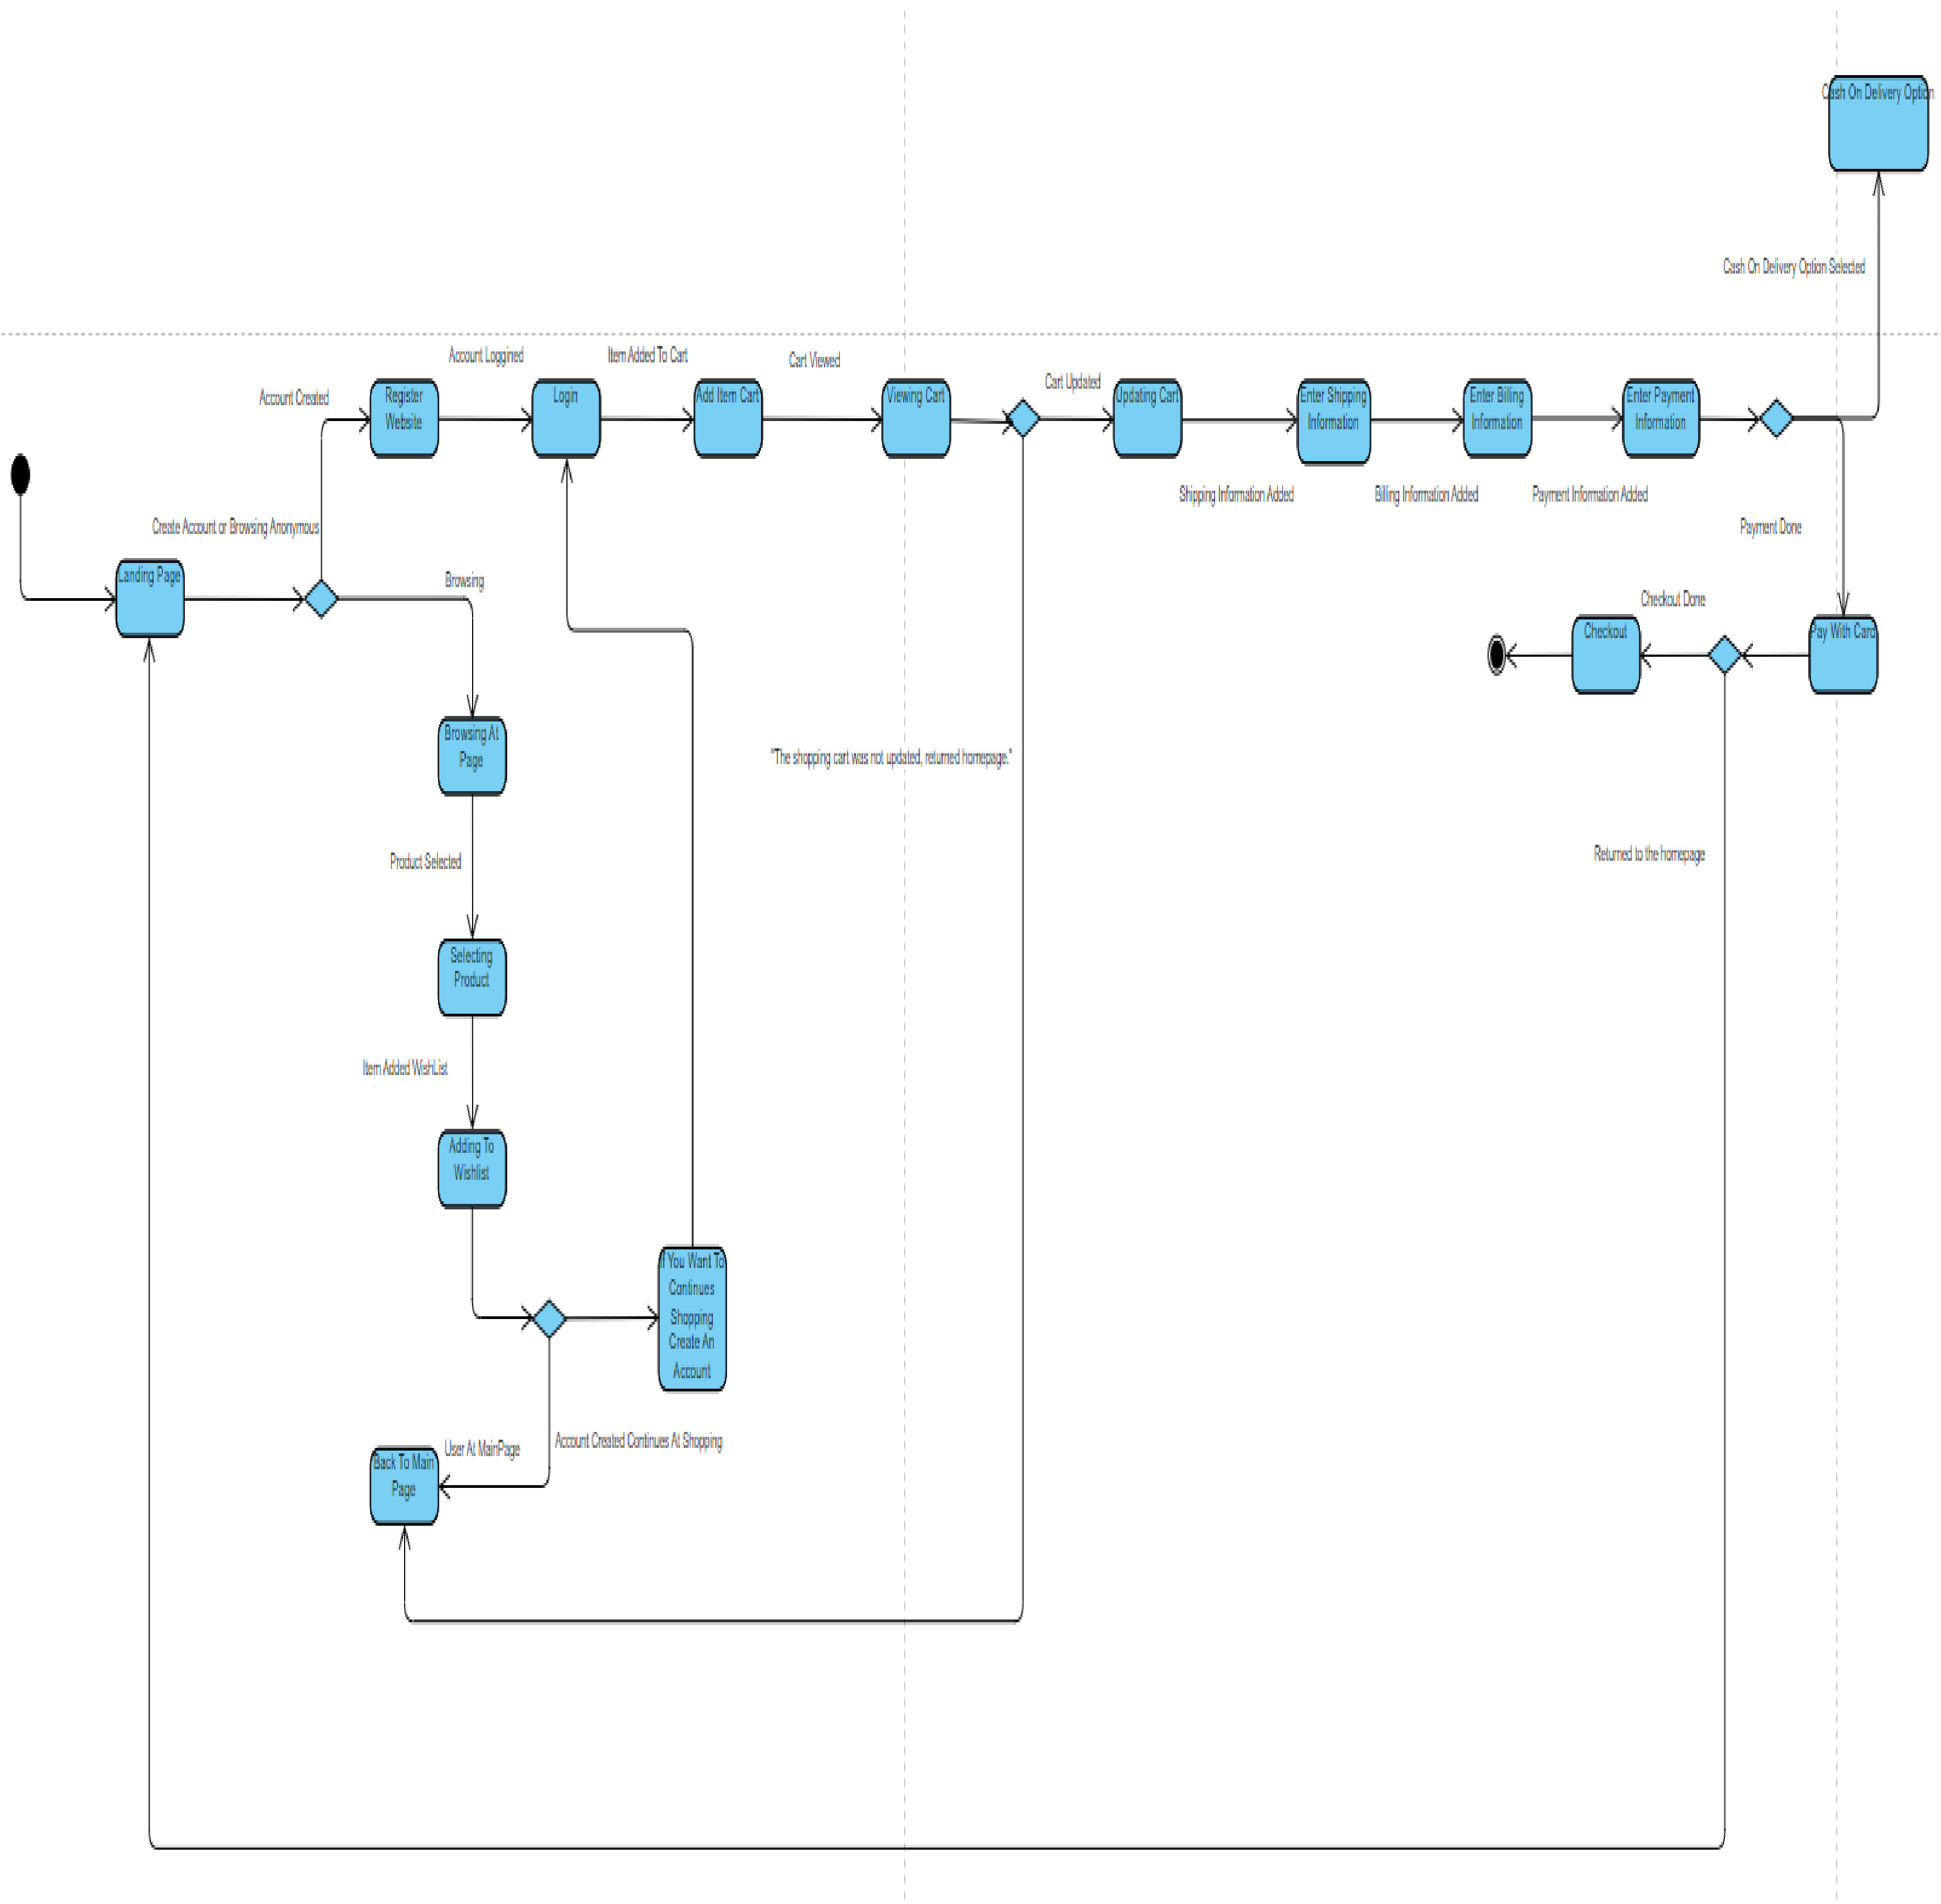 Cash On Delivery Option
Cash On Delivery Option Selected
Account Loggined
Item Added To Cart
Cart Viewed
Cart Updated
Account Created
Register
Website
Login
Add Item Cart
Viewing Cart
Updating Cart
Enter Shipping
Information
Enter Billing
Information
Enter Payment
Information
Shipping Information Added
Billing Information Added
Payment Information Added
Payment Done
Create Account or Browsing Anonymous
Landing Page
Browsing
Checkout Done
Checkout
Pay With Card
Browsing At
Page
"The shopping cart was not updated, returned homepage."
Returned to the homepage
Product Selected
Selecting
Product
Item Added WishList
Adding To
Wishlist
If You Want To
Continues
Shopping
Create An
Account
User At MainPage
Account Created Continues At Shopping
Back To Main
Page